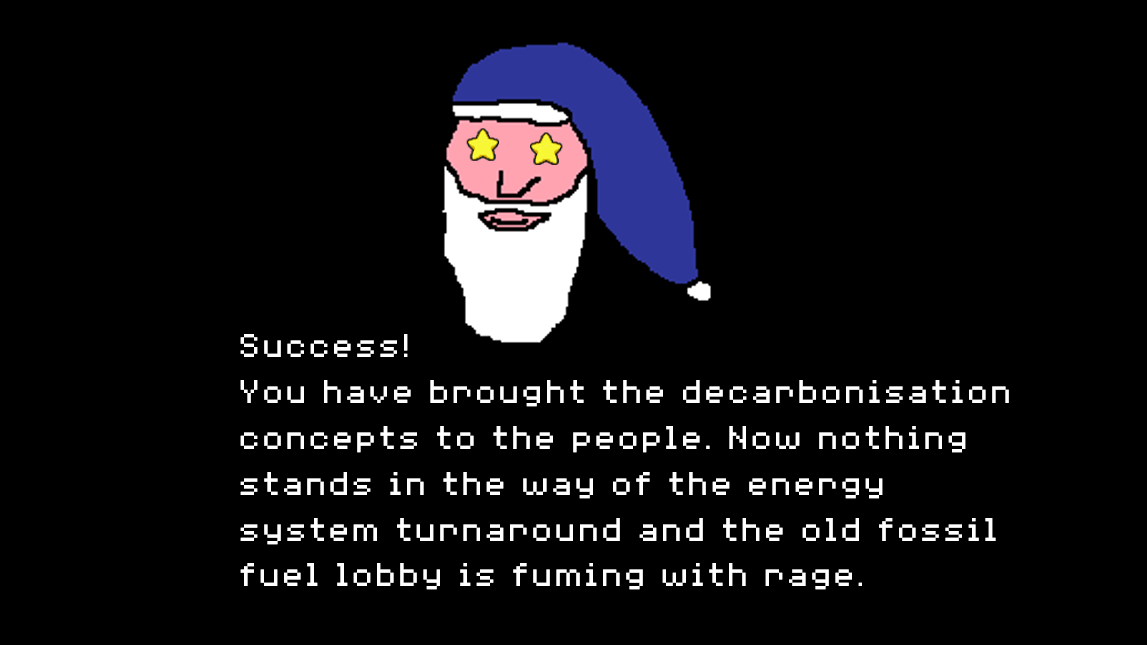 Success!
You have brought the decarbonisation
concepts to the people. Now nothing
stands in the way of the energy
system turnaround and the old fossil
fuel lobby is fuming with rage.